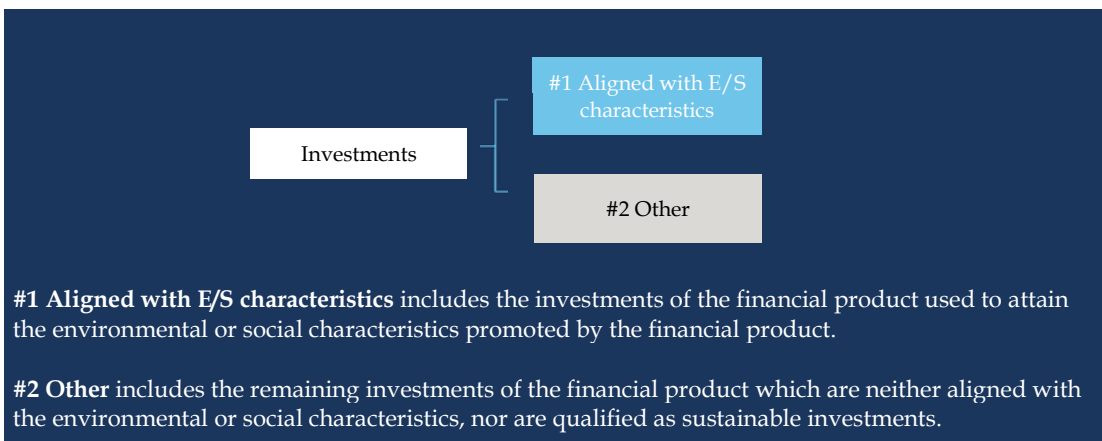 #1 Aligned with E/S
characteristics
Investments
#2 Other
#1 Aligned with E/S characteristics includes the investments of the financial product used to attain
the environmental or social characteristics promoted by the financial product.
#2 Other includes the remaining investments of the financial product which are neither aligned with
the environmental or social characteristics, nor are qualified as sustainable investments.